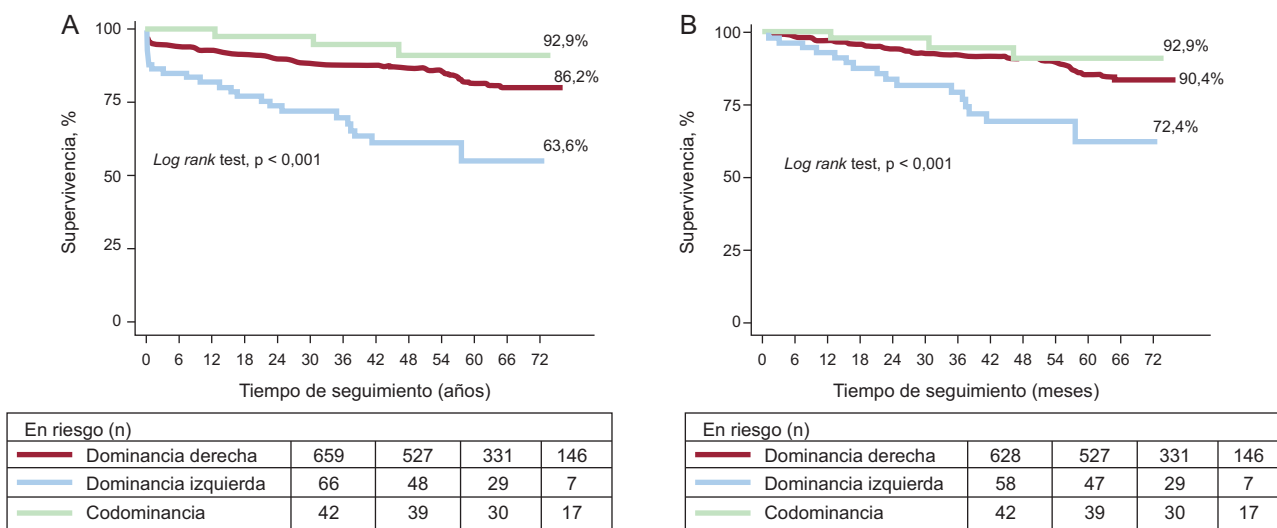 A
100
75
50
25
0
Supervivencia, %
92,9%
86,2%
63,6%
Log rank test, p < 0,001
0 6 12 18 24 30 36 42 48 54 60 66 72
Tiempo de seguimiento (años)
En riesgo (n)
Dominancia derecha 659 527 331 146
Dominancia izquierda 66 48 29 7
Codominancia 42 39 30 17
B
100
75
50
25
0
Supervivencia, %
92,9%
90,4%
72,4%
Log rank test, p < 0,001
0 6 12 18 24 30 36 42 48 54 60 66 72
Tiempo de seguimiento (meses)
En riesgo (n)
Dominancia derecha 628 527 331 146
Dominancia izquierda 58 47 29 7
Codominancia 42 39 30 17